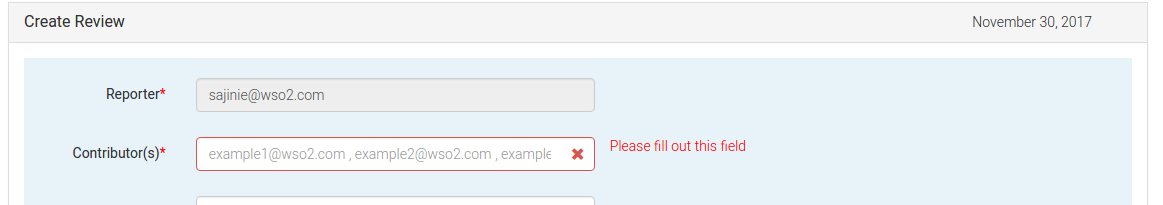 Create Review
November 30, 2017
Reporter*
sajinie@wso2.com
Contributor(s)*
example1@wso2.com , example2@wso2.com , example
Please fill out this field